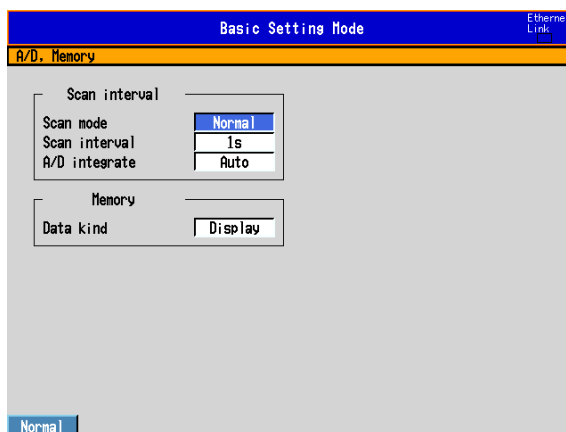 Basic Setting Mode
Etherne
Link
A/D, Memory
Scan interval
Scan mode Normal
Scan interval 1s
A/D integrate Auto
Memory
Data kind Display
Normal